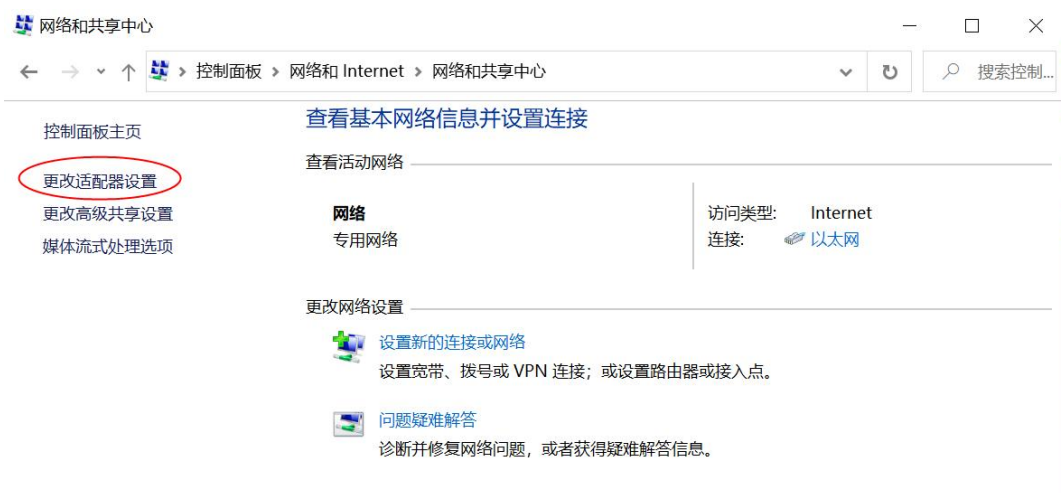 网络和共享中心
控制面板 > 网络和 Internet > 网络和共享中心
搜索控制...
控制面板主页
更改适配器设置
更改高级共享设置
媒体流式处理选项
查看基本网络信息并设置连接
查看活动网络
网络
专用网络
访问类型: Internet
连接: 以太网
更改网络设置
设置新的连接或网络
设置宽带、拨号或 VPN 连接；或设置路由器或接入点。
问题疑难解答
诊断并修复网络问题，或者获得疑难解答信息。